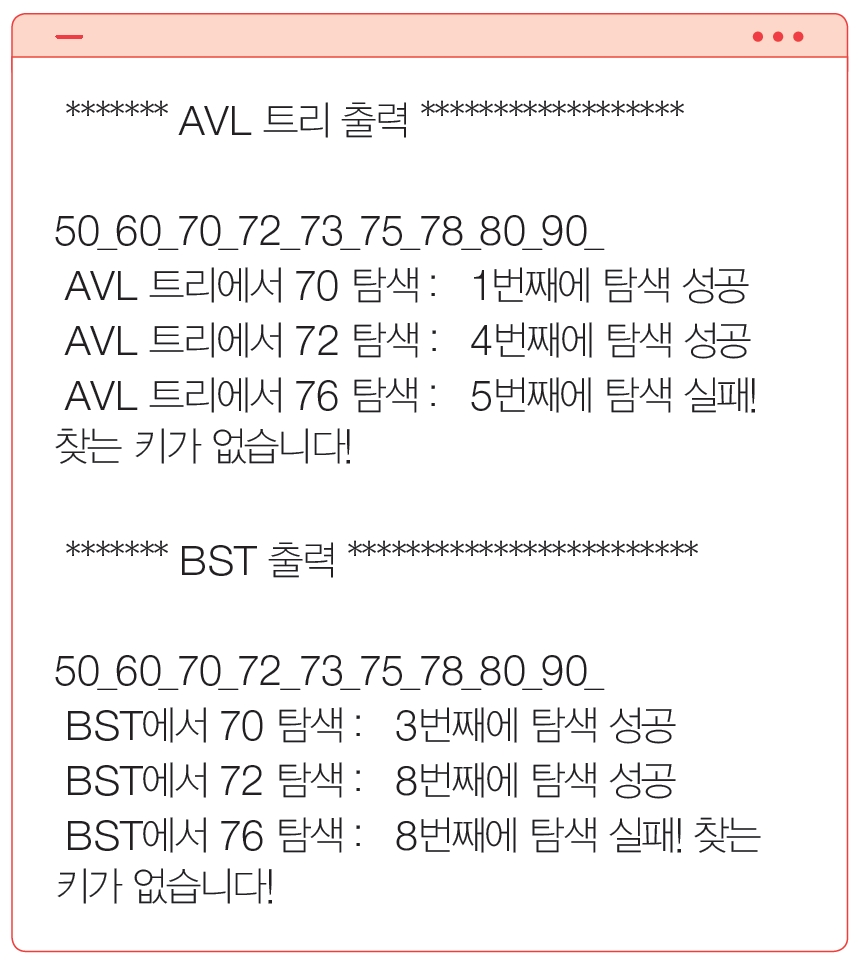 ******* AVL 트리 출력 ******************
50_60_70_72_73_75_78_80_90_
AVL 트리에서 70 탐색 : 1번째에 탐색 성공
AVL 트리에서 72 탐색 : 4번째에 탐색 성공
AVL 트리에서 76 탐색 : 5번째에 탐색 실패!
찾는 키가 없습니다!
******* BST 출력 ************************
50_60_70_72_73_75_78_80_90_
BST에서 70 탐색 : 3번째에 탐색 성공
BST에서 72 탐색 : 8번째에 탐색 성공
BST에서 76 탐색 : 8번째에 탐색 실패! 찾는
키가 없습니다!